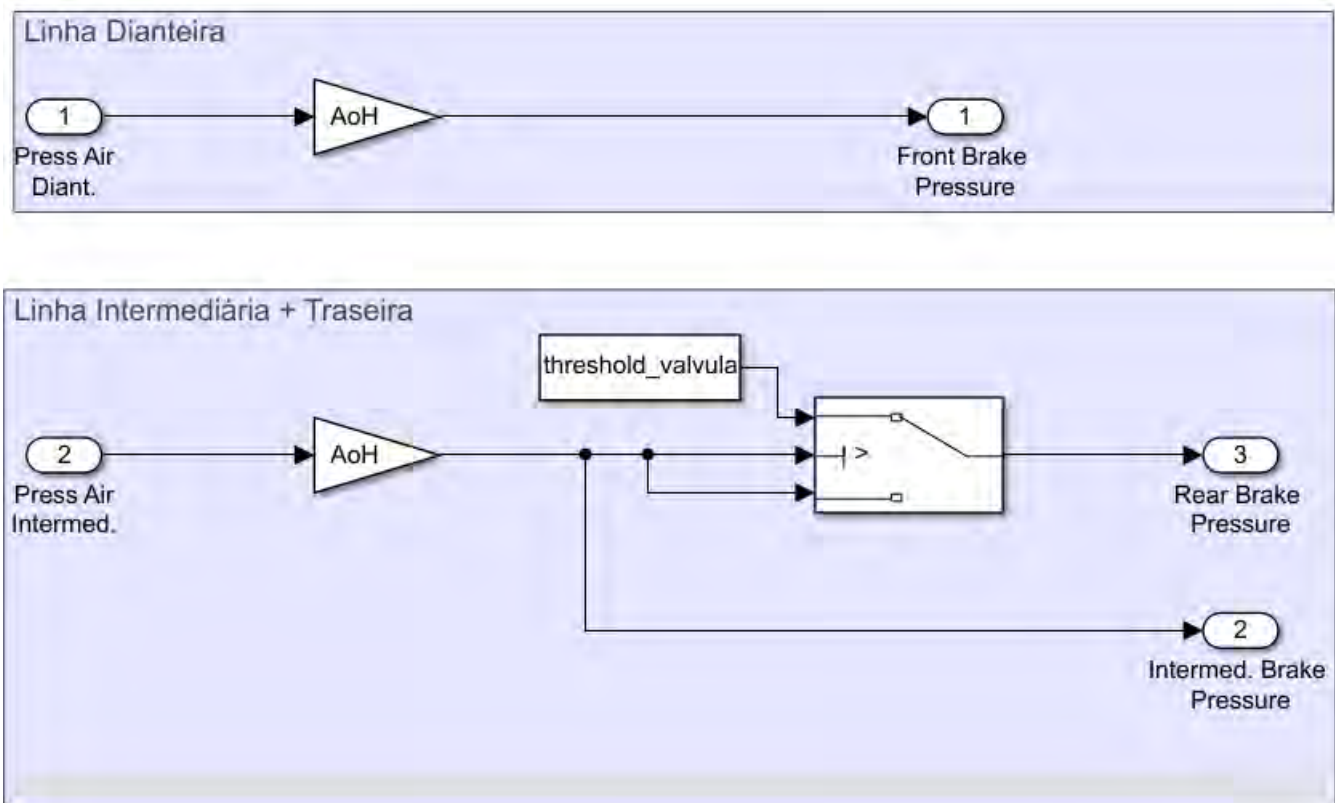 Linha Dianteira
1
Press Air
Diant.
AoH
1
Front Brake
Pressure
Linha Intermediária + Traseira
threshold_valvula
2
Press Air
Intermed.
AoH
>
3
Rear Brake
Pressure
2
Intermed. Brake
Pressure